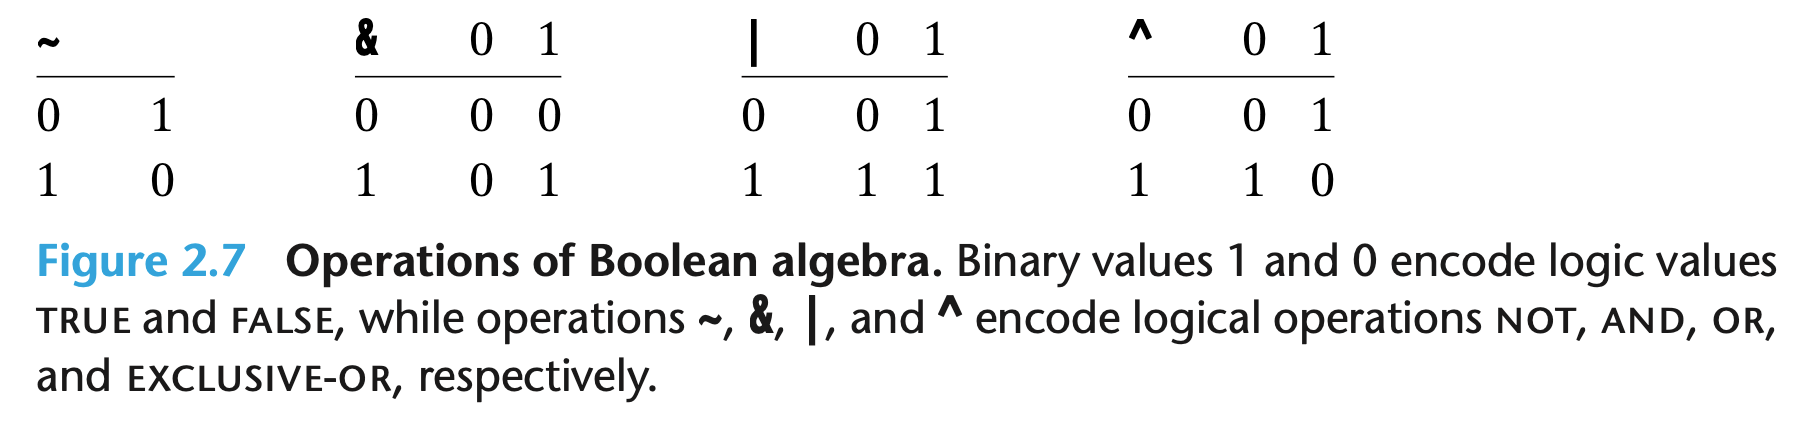 ~ & 0 1 | 0 1 ^ 0 1
0 1 0 0 0 0 0 1 0 0 1
1 0 1 0 1 1 1 1 1 1 0
Figure 2.7 Operations of Boolean algebra. Binary values 1 and 0 encode logic values
TRUE and FALSE, while operations ~, &, |, and ^ encode logical operations NOT, AND, OR,
and EXCLUSIVE-OR, respectively.